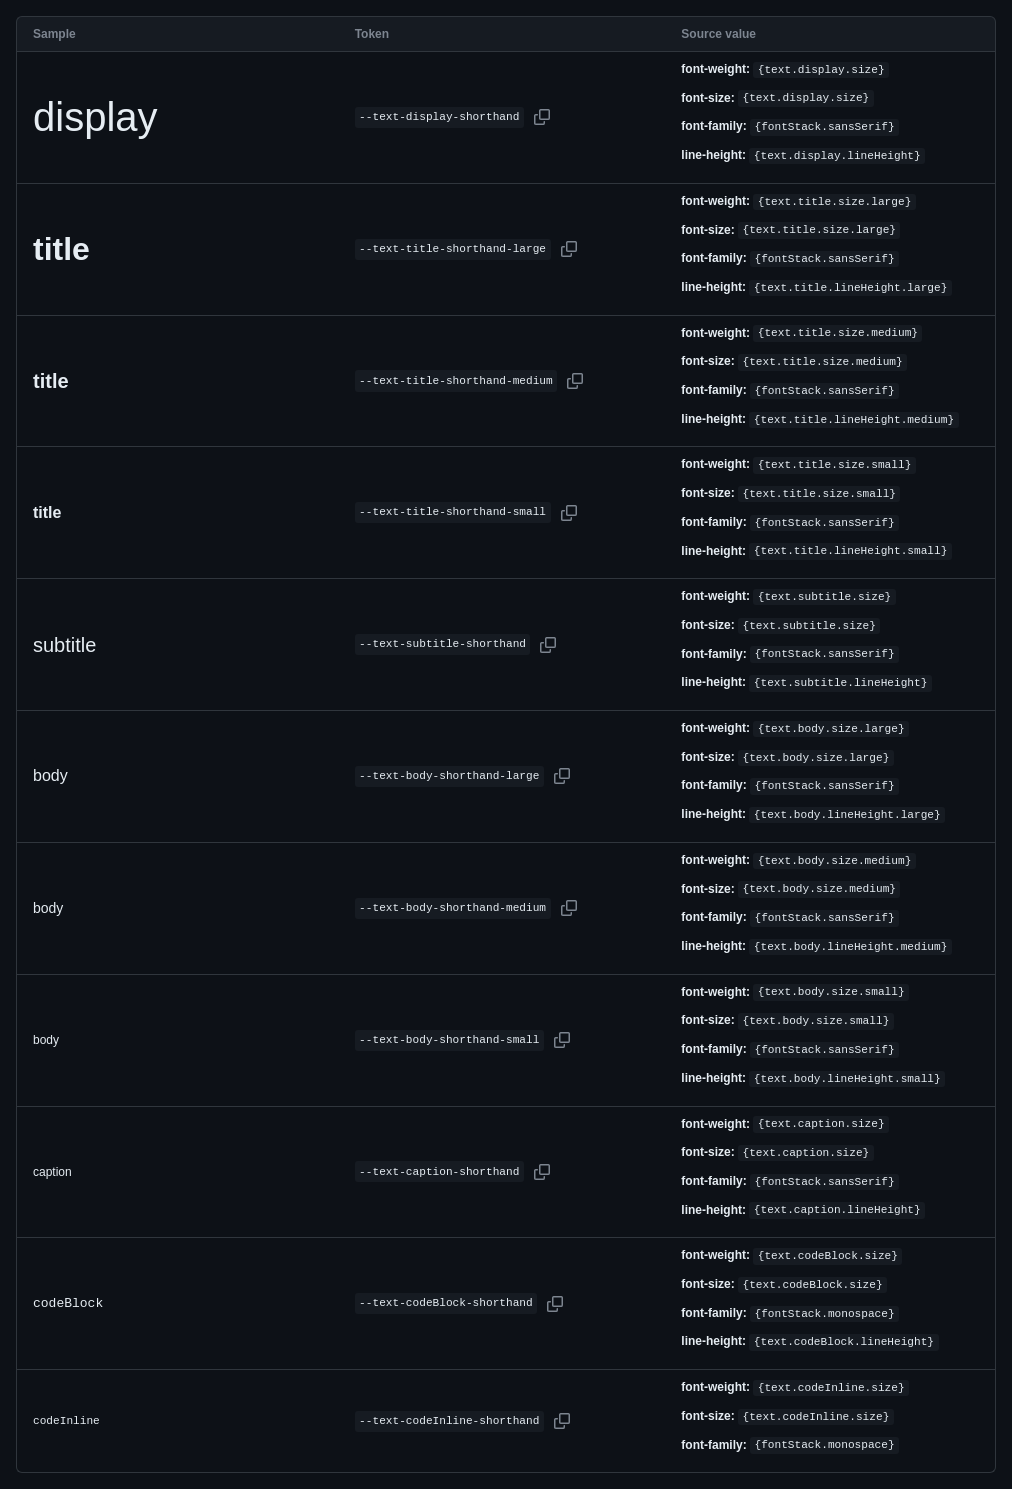 Sample Token Source value
display --text-display-shorthand
font-weight: {text.display.size}
font-size: {text.display.size}
font-family: {fontStack.sansSerif}
line-height: {text.display.lineHeight}
title --text-title-shorthand-large
font-weight: {text.title.size.large}
font-size: {text.title.size.large}
font-family: {fontStack.sansSerif}
line-height: {text.title.lineHeight.large}
title --text-title-shorthand-medium
font-weight: {text.title.size.medium}
font-size: {text.title.size.medium}
font-family: {fontStack.sansSerif}
line-height: {text.title.lineHeight.medium}
title --text-title-shorthand-small
font-weight: {text.title.size.small}
font-size: {text.title.size.small}
font-family: {fontStack.sansSerif}
line-height: {text.title.lineHeight.small}
subtitle --text-subtitle-shorthand
font-weight: {text.subtitle.size}
font-size: {text.subtitle.size}
font-family: {fontStack.sansSerif}
line-height: {text.subtitle.lineHeight}
body --text-body-shorthand-large
font-weight: {text.body.size.large}
font-size: {text.body.size.large}
font-family: {fontStack.sansSerif}
line-height: {text.body.lineHeight.large}
body --text-body-shorthand-medium
font-weight: {text.body.size.medium}
font-size: {text.body.size.medium}
font-family: {fontStack.sansSerif}
line-height: {text.body.lineHeight.medium}
body --text-body-shorthand-small
font-weight: {text.body.size.small}
font-size: {text.body.size.small}
font-family: {fontStack.sansSerif}
line-height: {text.body.lineHeight.small}
caption --text-caption-shorthand
font-weight: {text.caption.size}
font-size: {text.caption.size}
font-family: {fontStack.sansSerif}
line-height: {text.caption.lineHeight}
codeBlock --text-codeBlock-shorthand
font-weight: {text.codeBlock.size}
font-size: {text.codeBlock.size}
font-family: {fontStack.monospace}
line-height: {text.codeBlock.lineHeight}
codeInline --text-codeInline-shorthand
font-weight: {text.codeInline.size}
font-size: {text.codeInline.size}
font-family: {fontStack.monospace}